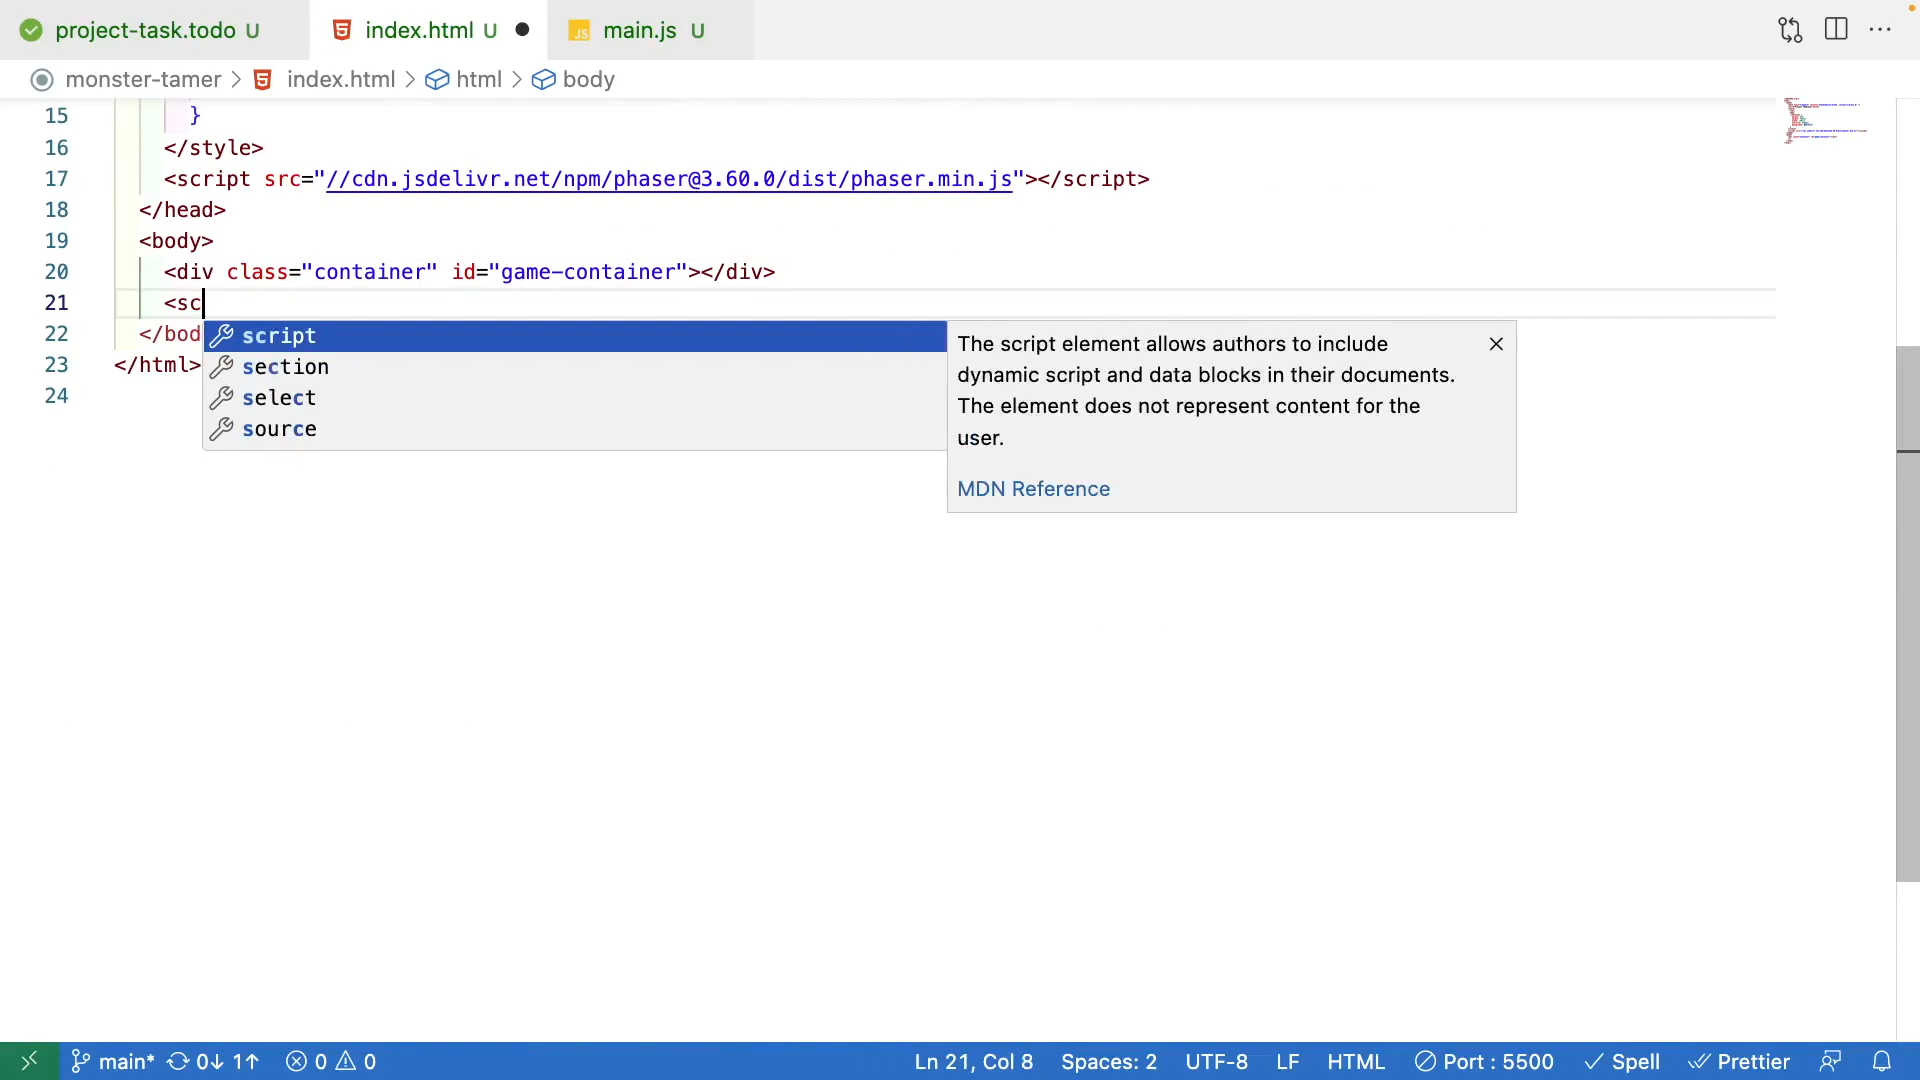 project-task.todo U
index.html U
JS main.js U
monster-tamer > index.html > html > body
15 }
16 </style>
17 <script src="//cdn.jsdelivr.net/npm/phaser@3.60.0/dist/phaser.min.js"></script>
18 </head>
19 <body>
20 <div class="container" id="game-container"></div>
21 <sc
22 </bod
23 </html>
24
script
section
select
source
The script element allows authors to include
dynamic script and data blocks in their documents.
The element does not represent content for the
user.
MDN Reference
main* 0↓ 1↑ 0 0 Ln 21, Col 8 Spaces: 2 UTF-8 LF HTML Port : 5500 Spell Prettier